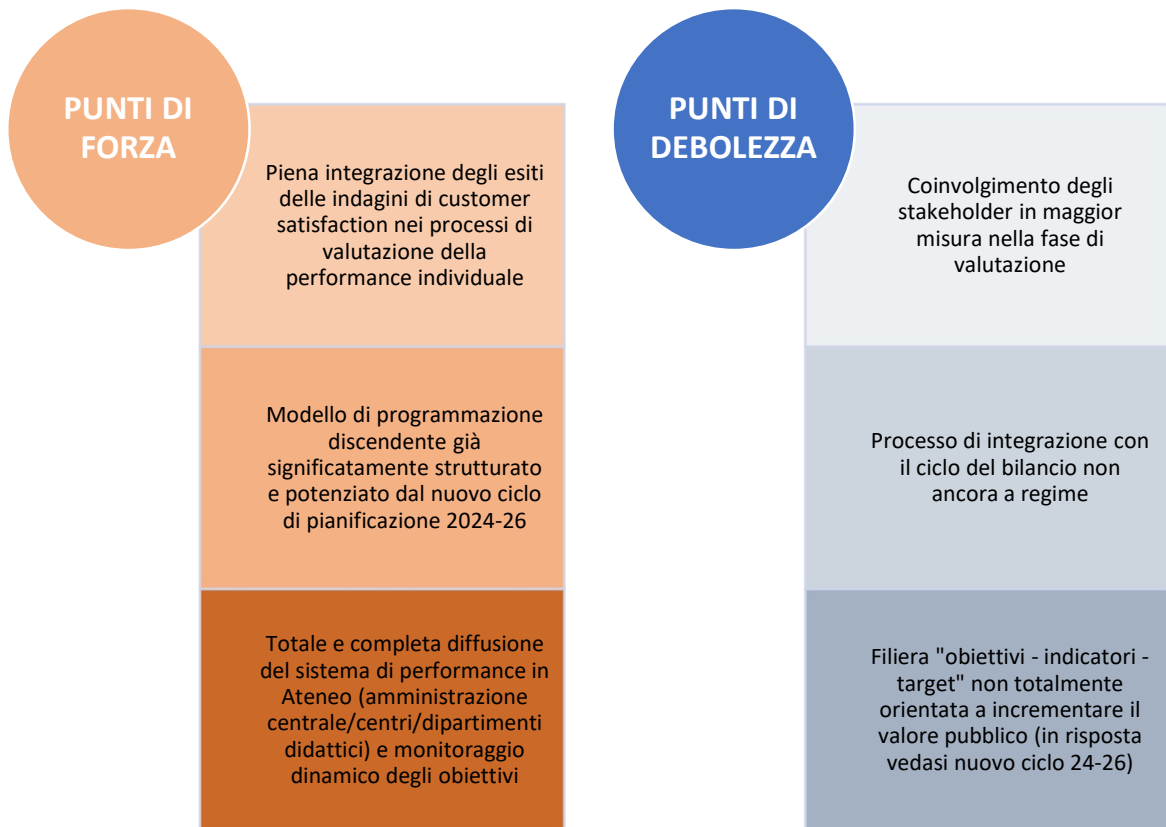 PUNTI DI
FORZA
Piena integrazione degli esiti
delle indagini di customer
satisfaction nei processi di
valutazione della
performance individuale
Modello di programmazione
discendente già
significatamente strutturato
e potenziato dal nuovo ciclo
di pianificazione 2024-26
Totale e completa diffusione
del sistema di performance in
Ateneo (amministrazione
centrale/centri/dipartimenti
didattici) e monitoraggio
dinamico degli obiettivi
PUNTI DI
DEBOLEZZA
Coinvolgimento degli
stakeholder in maggior
misura nella fase di
valutazione
Processo di integrazione con
il ciclo del bilancio non
ancora a regime
Filiera "obiettivi - indicatori -
target" non totalmente
orientata a incrementare il
valore pubblico (in risposta
vedasi nuovo ciclo 24-26)